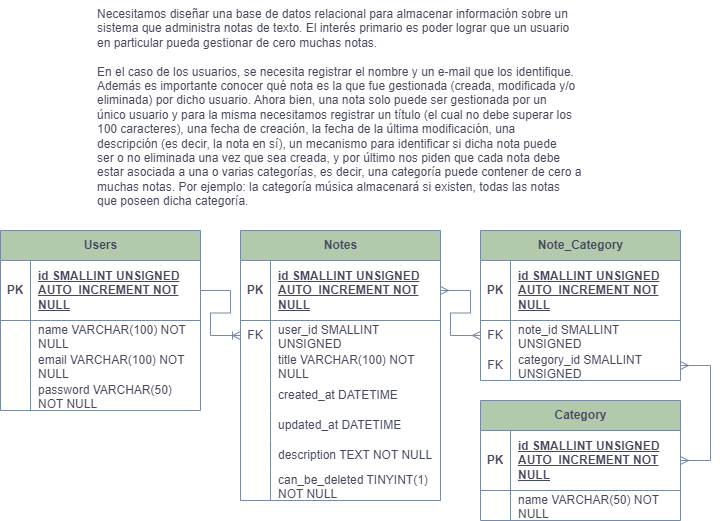 Necesitamos diseñar una base de datos relacional para almacenar información sobre un
sistema que administra notas de texto. El interés primario es poder lograr que un usuario
en particular pueda gestionar de cero muchas notas.
En el caso de los usuarios, se necesita registrar el nombre y un e-mail que los identifique.
Además es importante conocer qué nota es la que fue gestionada (creada, modificada y/o
eliminada) por dicho usuario. Ahora bien, una nota solo puede ser gestionada por un
único usuario y para la misma necesitamos registrar un título (el cual no debe superar los
100 caracteres), una fecha de creación, la fecha de la última modificación, una
descripción (es decir, la nota en sí), un mecanismo para identificar si dicha nota puede
ser o no eliminada una vez que sea creada, y por último nos piden que cada nota debe
estar asociada a una o varias categorías, es decir, una categoría puede contener de cero a
muchas notas. Por ejemplo: la categoría música almacenará si existen, todas las notas
que poseen dicha categoría.
Users
PK
id SMALLINT UNSIGNED
AUTO_INCREMENT NOT
NULL
name VARCHAR(100) NOT
NULL
email VARCHAR(100) NOT
NULL
password VARCHAR(50)
NOT NULL
Notes
PK
id SMALLINT UNSIGNED
AUTO_INCREMENT NOT
NULL
FK
user_id SMALLINT
UNSIGNED
title VARCHAR(100) NOT
NULL
created_at DATETIME
updated_at DATETIME
description TEXT NOT NULL
can_be_deleted TINYINT(1)
NOT NULL
Note_Category
PK
id SMALLINT UNSIGNED
AUTO_INCREMENT NOT
NULL
FK
note_id SMALLINT
UNSIGNED
FK
category_id SMALLINT
UNSIGNED
Category
PK
id SMALLINT UNSIGNED
AUTO_INCREMENT NOT
NULL
name VARCHAR(50) NOT
NULL